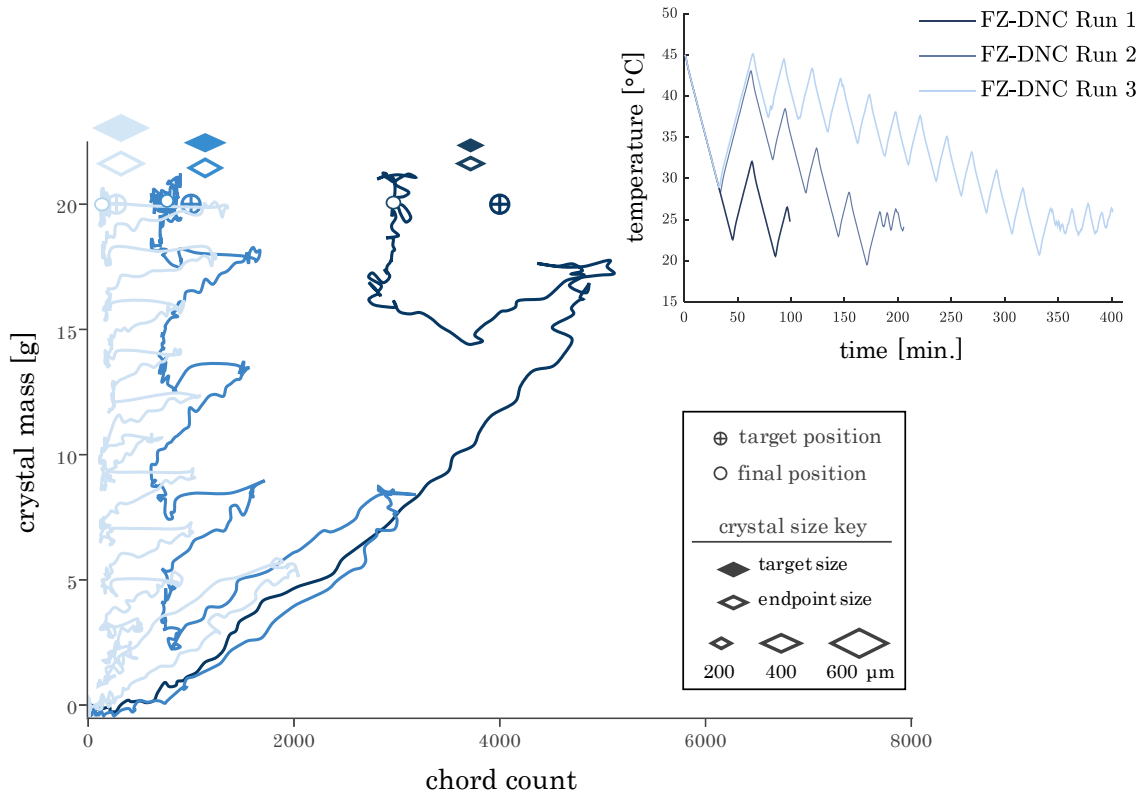 50
45
40
35
30
25
20
15
temperature [°C]
0 50 100 150 200 250 300 350 400
time [min.]
FZ-DNC Run 1
FZ-DNC Run 2
FZ-DNC Run 3
20
15
10
5
0
crystal mass [g]
0 2000 4000 6000 8000
chord count
target position
final position
crystal size key
target size
endpoint size
200 400 600 µm